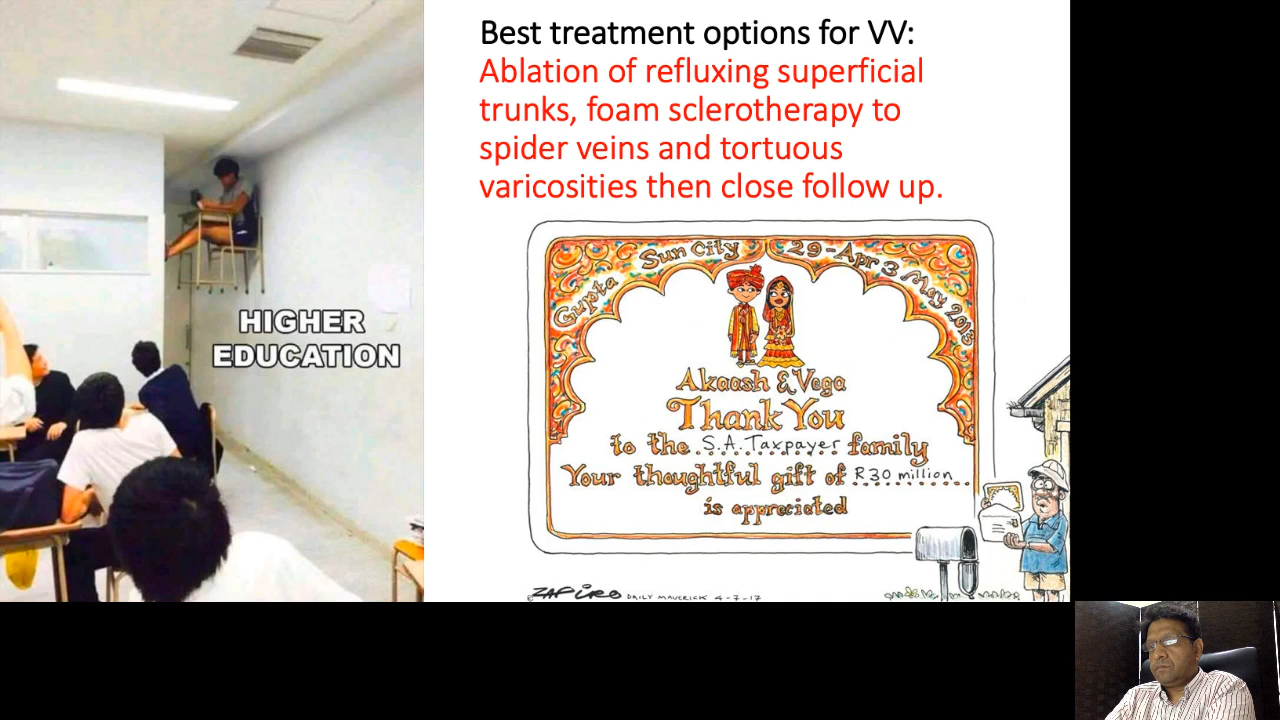 Best treatment options for VV:
Ablation of refluxing superficial
trunks, foam sclerotherapy to
spider veins and tortuous
varicosities then close follow up.
HIGHER
EDUCATION
Gupta Sun City 29-Apr 3 May 2013
Akaash & Vega
Thank You
to the S.A. Taxpayer family
Your thoughtful gift of R30 million
is appreciated
© ZAPIRO DAILY MAVERICK 4-7-17